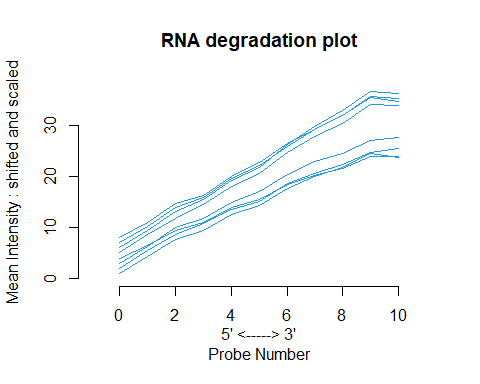 RNA degradation plot
Mean Intensity : shifted and scaled
30
20
10
0
0 2 4 6 8 10
5' <-----> 3'
Probe Number